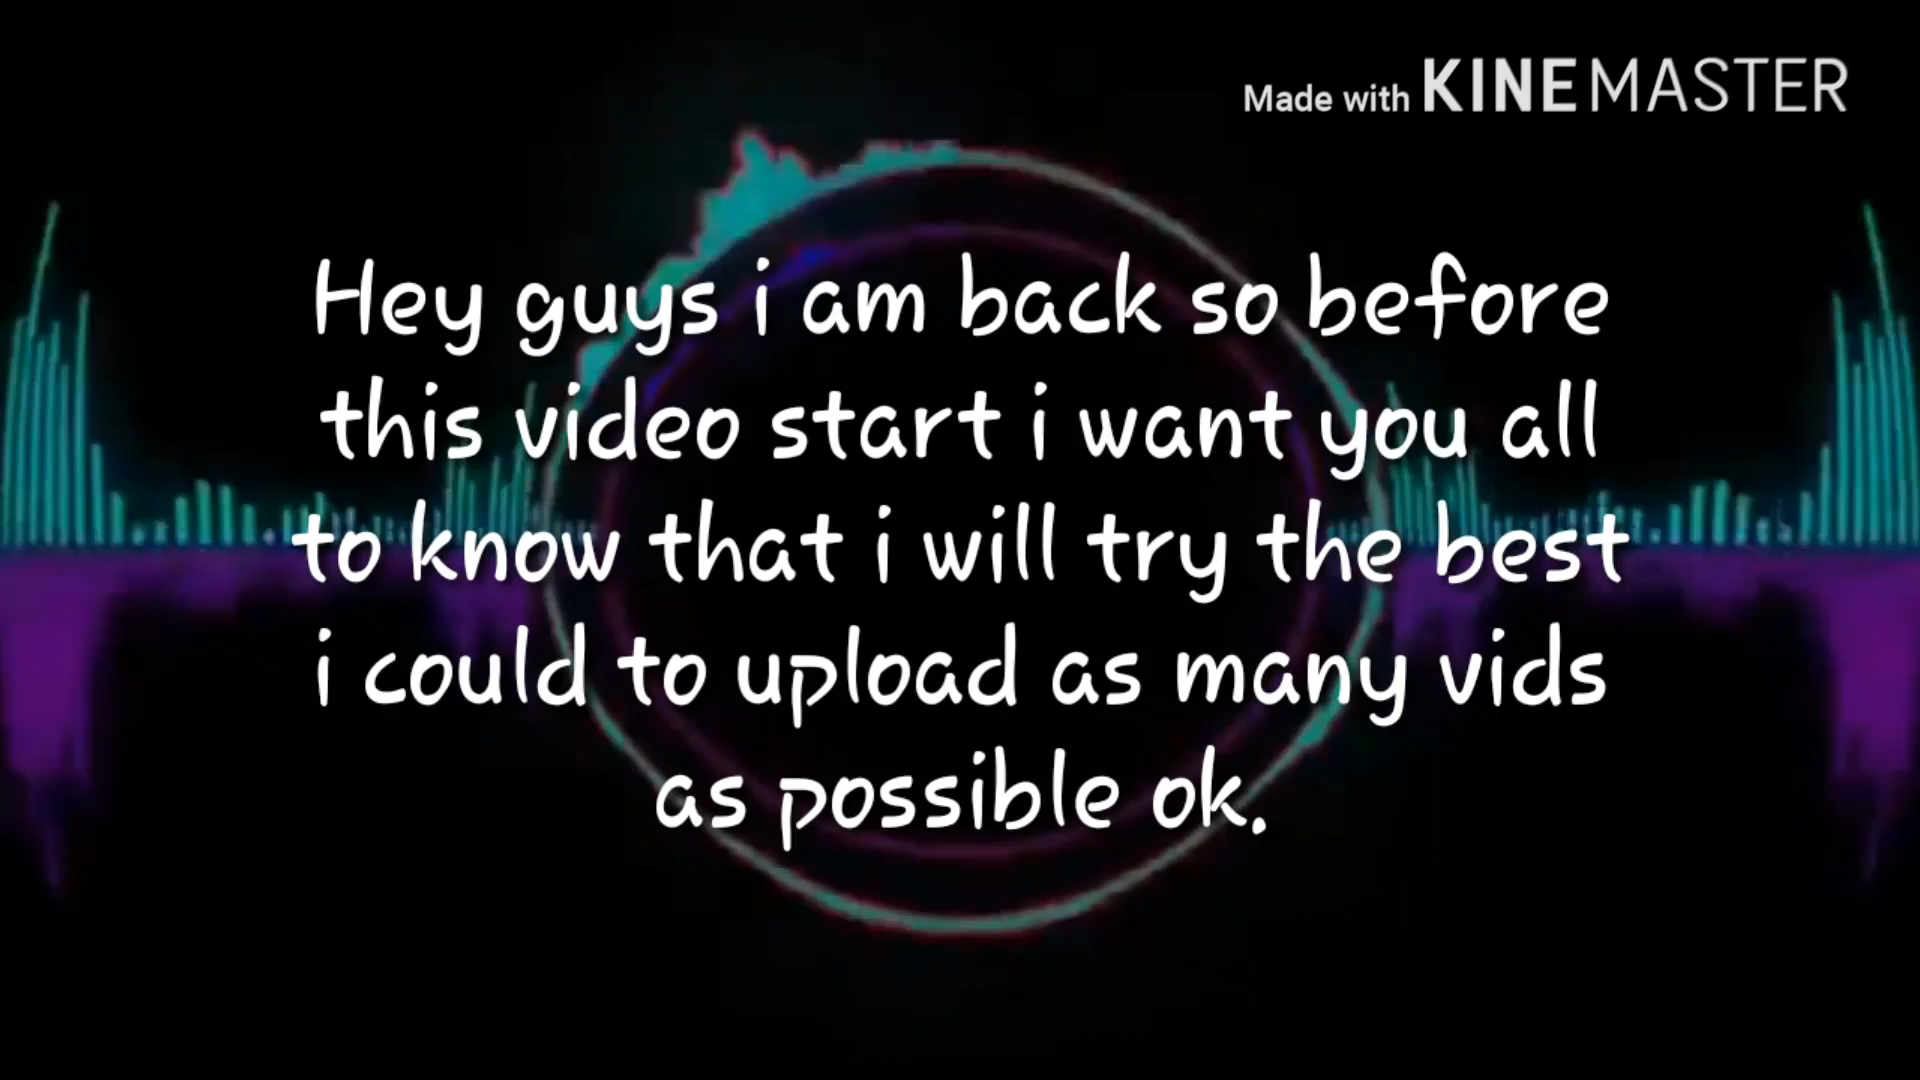 Made with KINEMASTER
Hey guys i am back so before
this video start i want you all
to know that i will try the best
i could to upload as many vids
as possible ok.